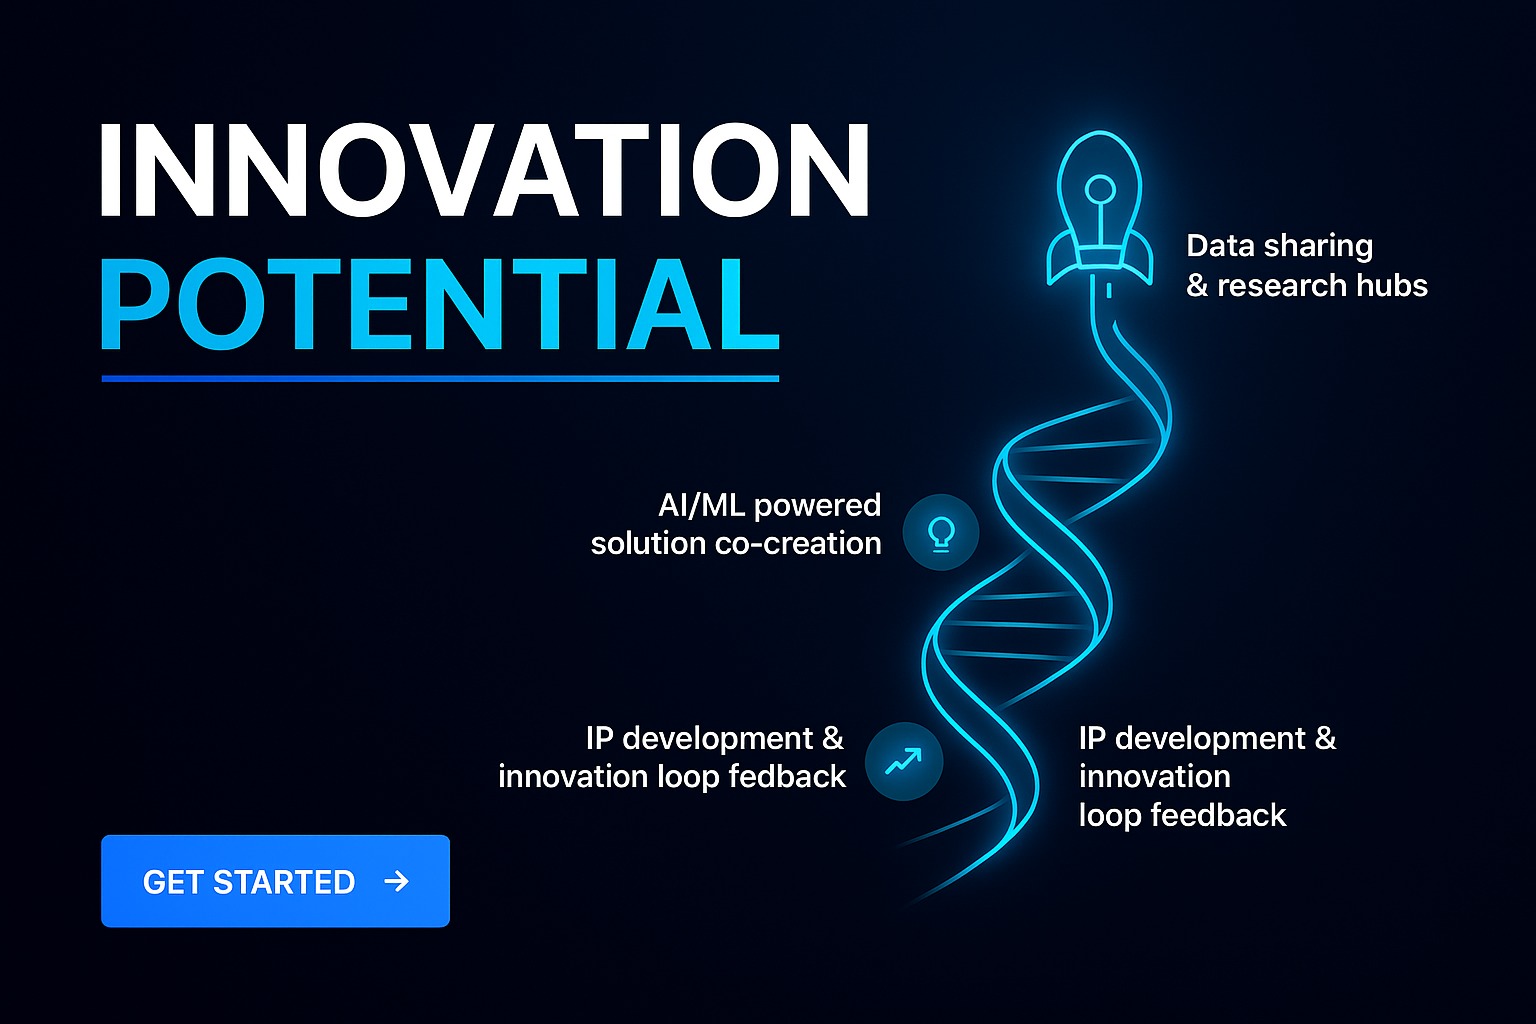 INNOVATION
POTENTIAL
Data sharing
& research hubs
AI/ML powered
solution co-creation
IP development &
innovation loop fedback
IP development &
innovation
loop feedback
GET STARTED →